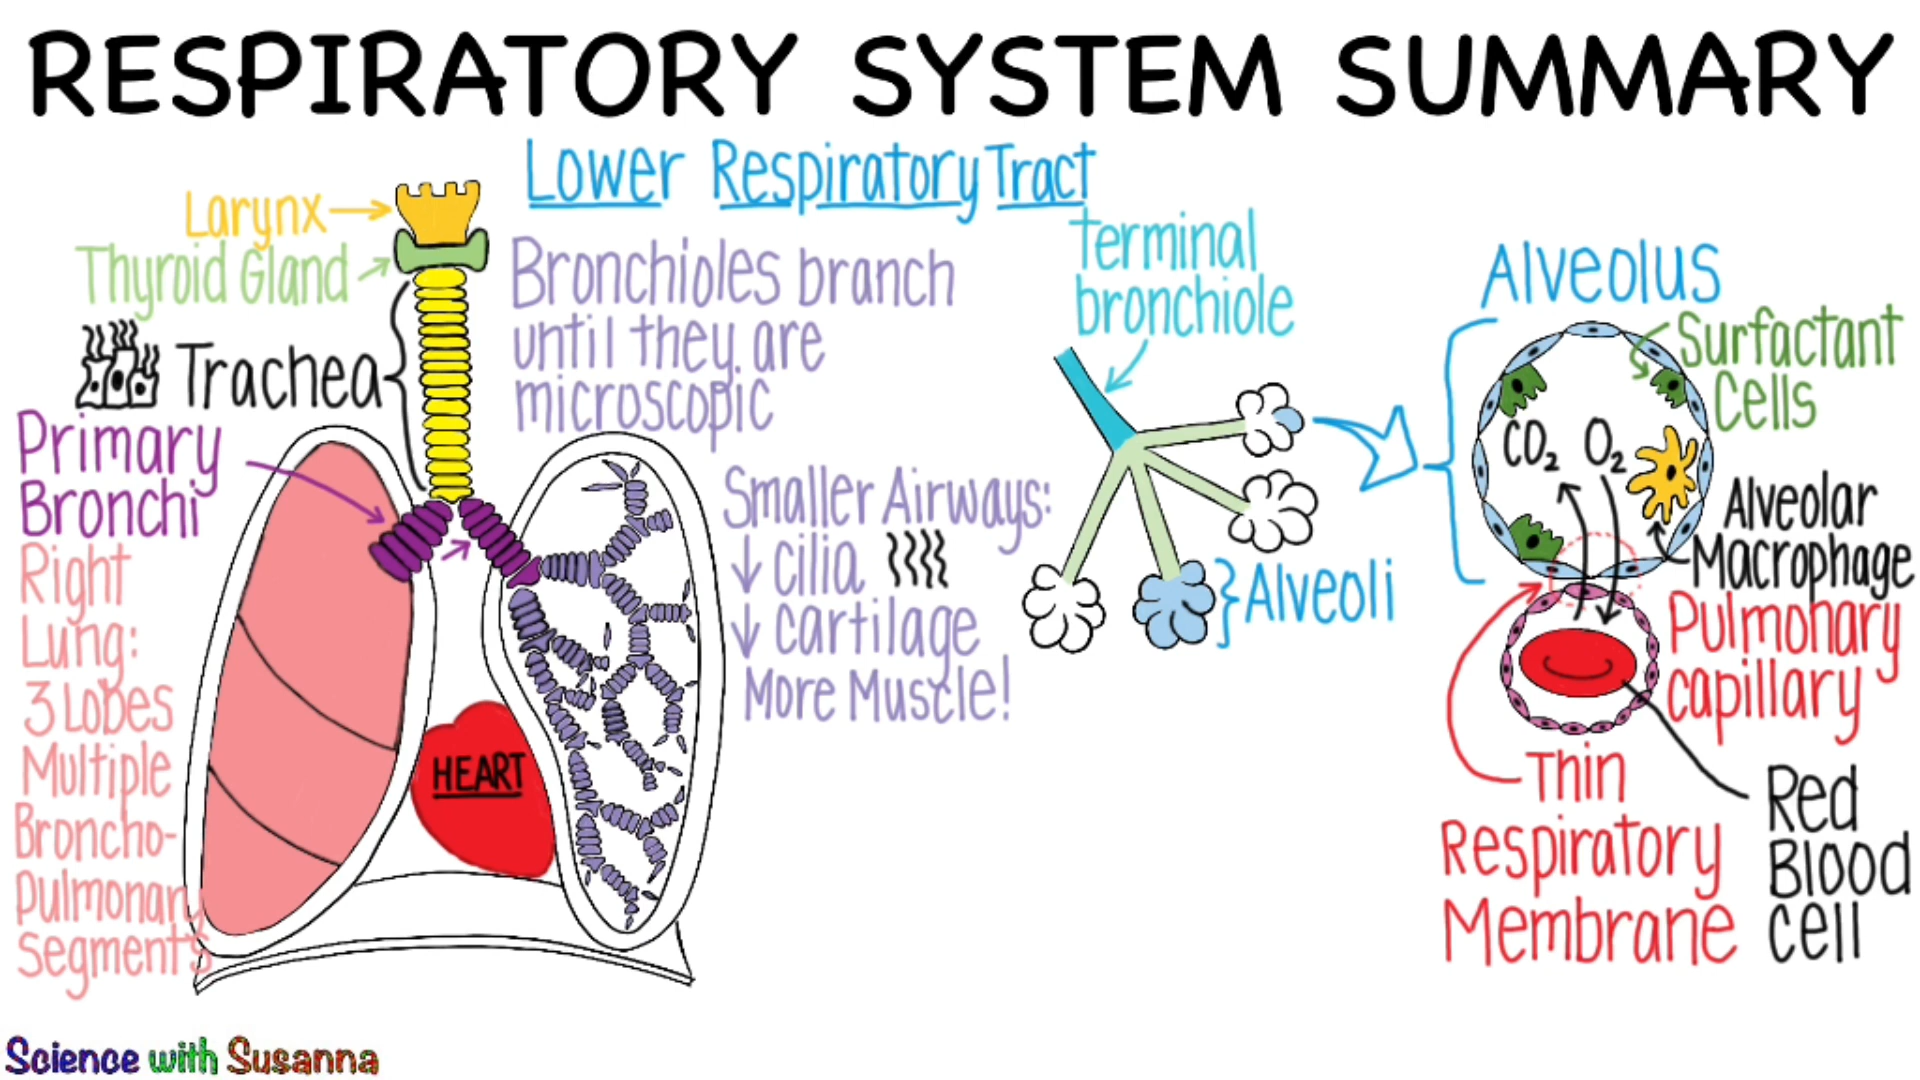 RESPIRATORY SYSTEM SUMMARY
Lower Respiratory Tract
Larynx
Thyroid Gland
Trachea
Primary
Bronchi
Right
Lung:
3 Lobes
Multiple
Broncho-
Pulmonary
Segments
HEART
Bronchioles branch
until they are
microscopic
Smaller Airways:
↓ cilia
↓ cartilage
More Muscle!
terminal
bronchiole
Alveoli
Alveolus
Surfactant
Cells
CO₂ O₂
Alveolar
Macrophage
Pulmonary
capillary
Thin
Respiratory
Membrane
Red
Blood
cell
Science with Susanna